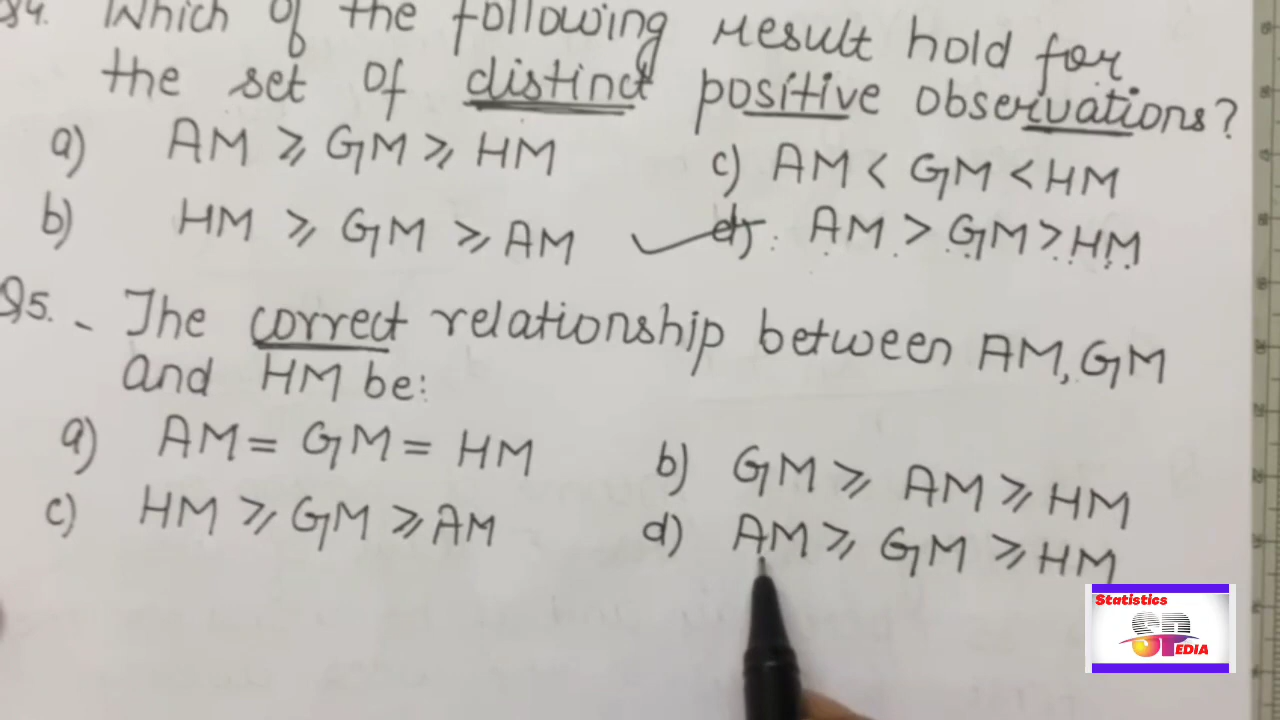 84. Which of the following result hold for
the set of distinct positive observations?
a) AM ⩾ GM ⩾ HM
c) AM < GM < HM
b) HM ⩾ GM ⩾ AM
d) AM > GM > HM
Q5. - The correct relationship between AM, GM
and HM be:
a) AM = GM = HM
b) GM ⩾ AM ⩾ HM
c) HM ⩾ GM ⩾ AM
d) AM ⩾ GM ⩾ HM
Statistics
EDIA